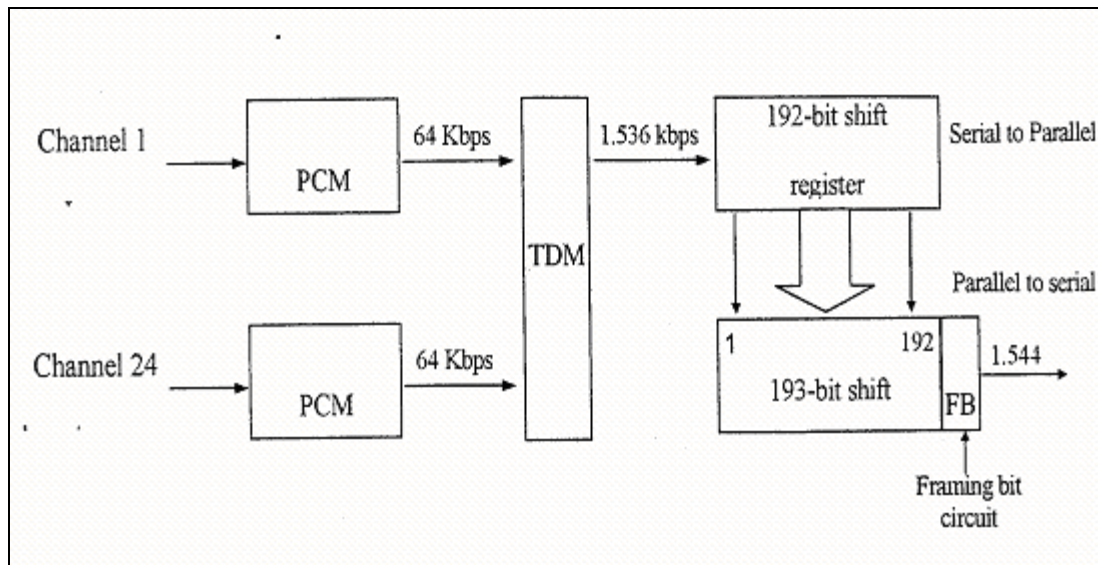 Channel 1
PCM
64 Kbps
TDM
1.536 kbps
192-bit shift
register
Serial to Parallel
Parallel to serial
Channel 24
PCM
64 Kbps
1
192
193-bit shift
FB
1.544
Framing bit
circuit